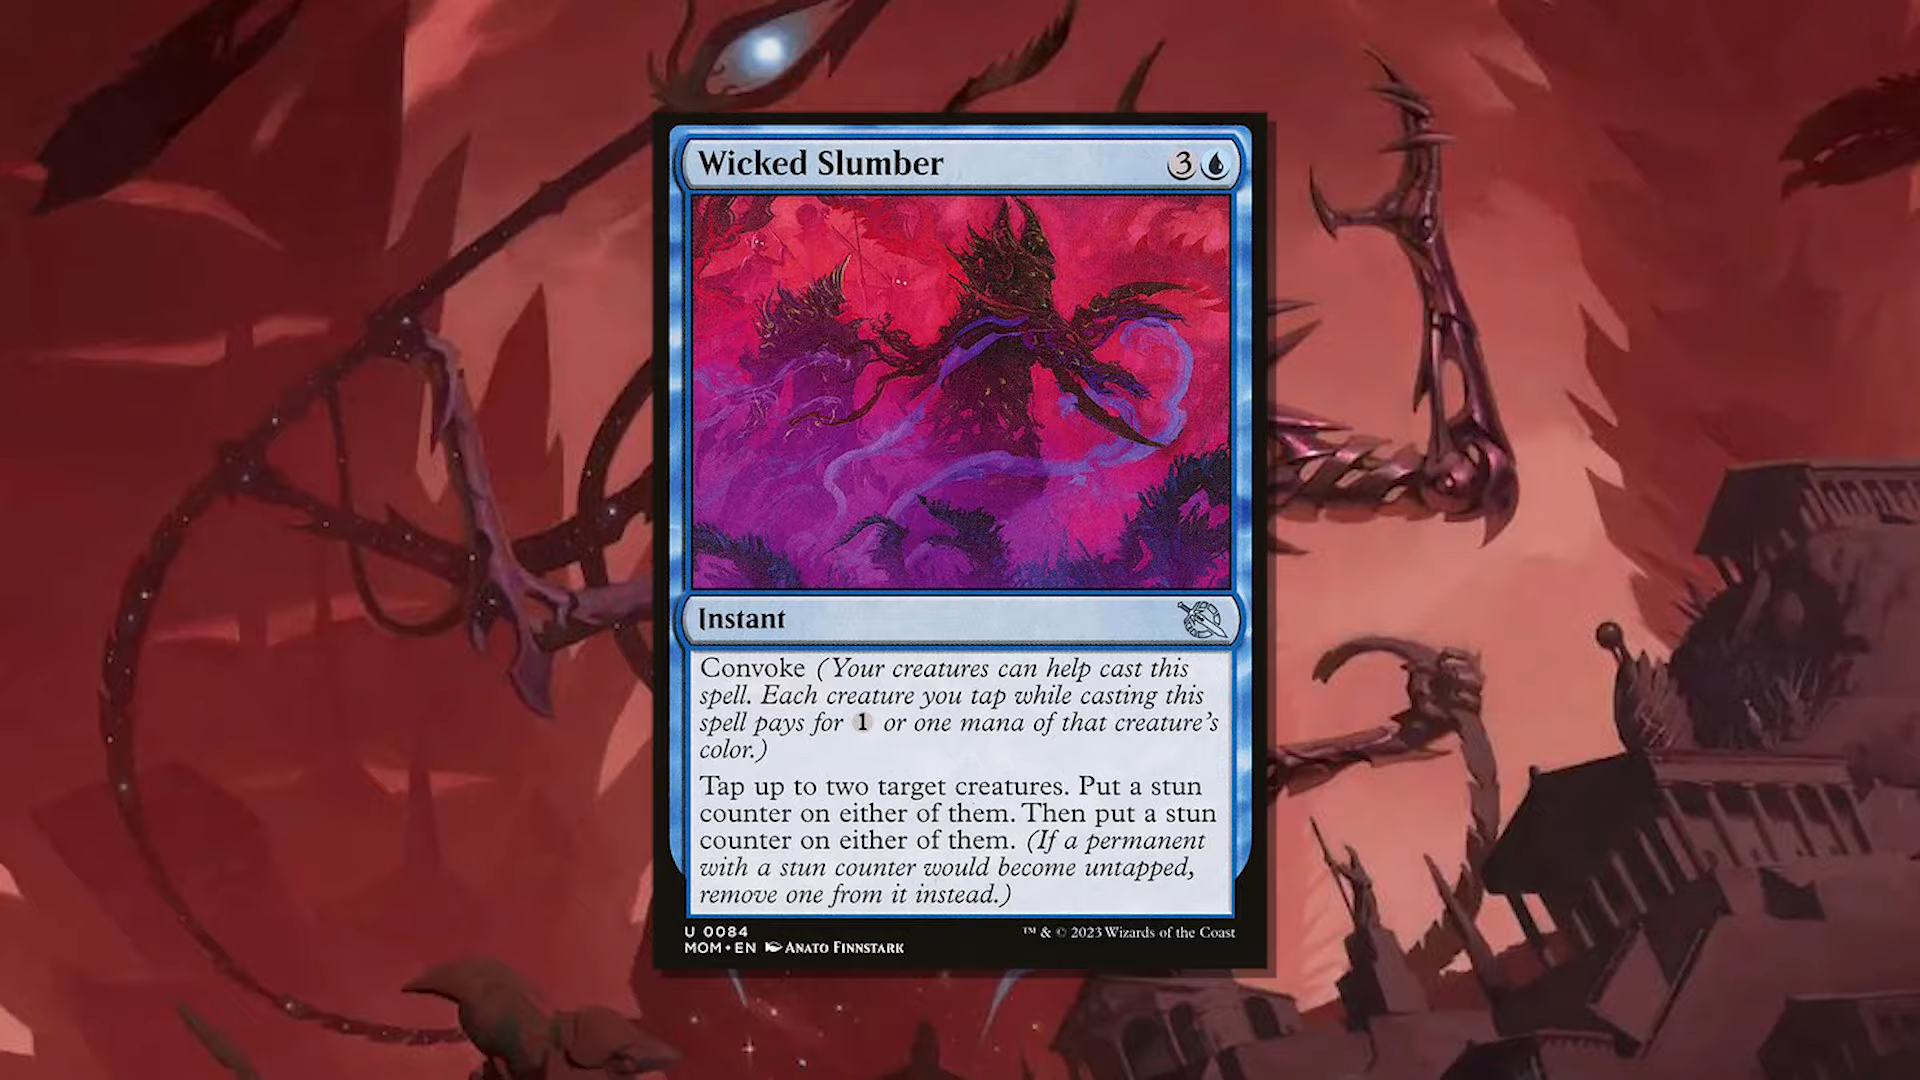 Wicked Slumber 3
Instant
Convoke (Your creatures can help cast this
spell. Each creature you tap while casting this
spell pays for 1 or one mana of that creature's
color.)
Tap up to two target creatures. Put a stun
counter on either of them. Then put a stun
counter on either of them. (If a permanent
with a stun counter would become untapped,
remove one from it instead.)
U 0084
MOM • EN Anato Finnstark
™ & © 2023 Wizards of the Coast